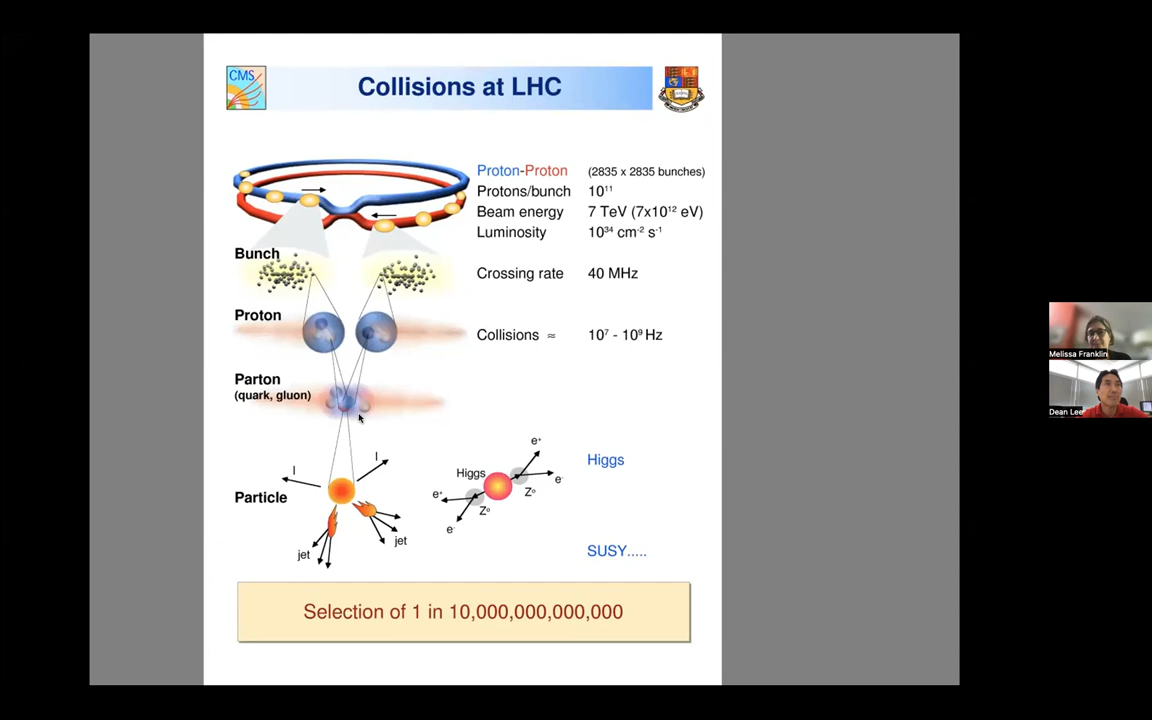 CMS
Collisions at LHC
Proton-Proton (2835 x 2835 bunches)
Protons/bunch 10¹¹
Beam energy 7 TeV (7x10¹² eV)
Luminosity 10³⁴ cm⁻² s⁻¹
Bunch
Crossing rate 40 MHz
Proton
Collisions ≈ 10⁷ - 10⁹ Hz
Parton
(quark, gluon)
Particle
l
l
jet
jet
Higgs
e⁺
e⁻
Z⁰
e⁺
e⁻
Z⁰
Higgs
SUSY.....
Selection of 1 in 10,000,000,000,000
Melissa Franklin
Dean Lee